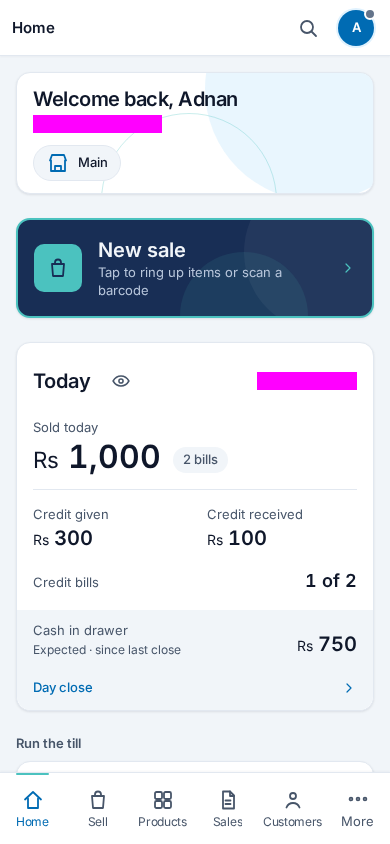 Home
A
Welcome back, Adnan
Main
New sale
Tap to ring up items or scan a
barcode
Today
Sold today
Rs 1,000 2 bills
Credit given Credit received
Rs 300 Rs 100
Credit bills 1 of 2
Cash in drawer
Expected · since last close
Rs 750
Day close
Run the till
Home Sell Products Sales Customers More